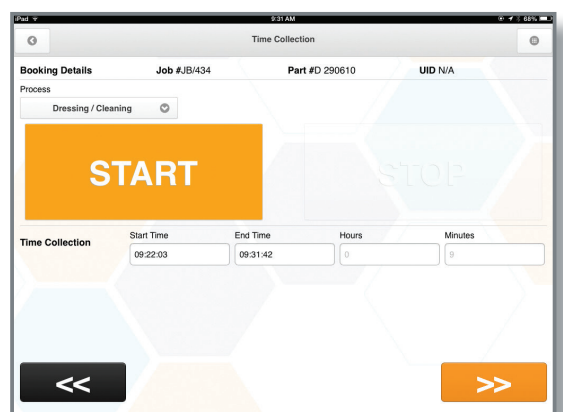 iPad 9:31 AM 68%
Time Collection
Booking Details Job #JB/434 Part #D 290610 UID N/A
Process
Dressing / Cleaning
START STOP
Time Collection Start Time End Time Hours Minutes
09:22:03 09:31:42 0 9
<< >>